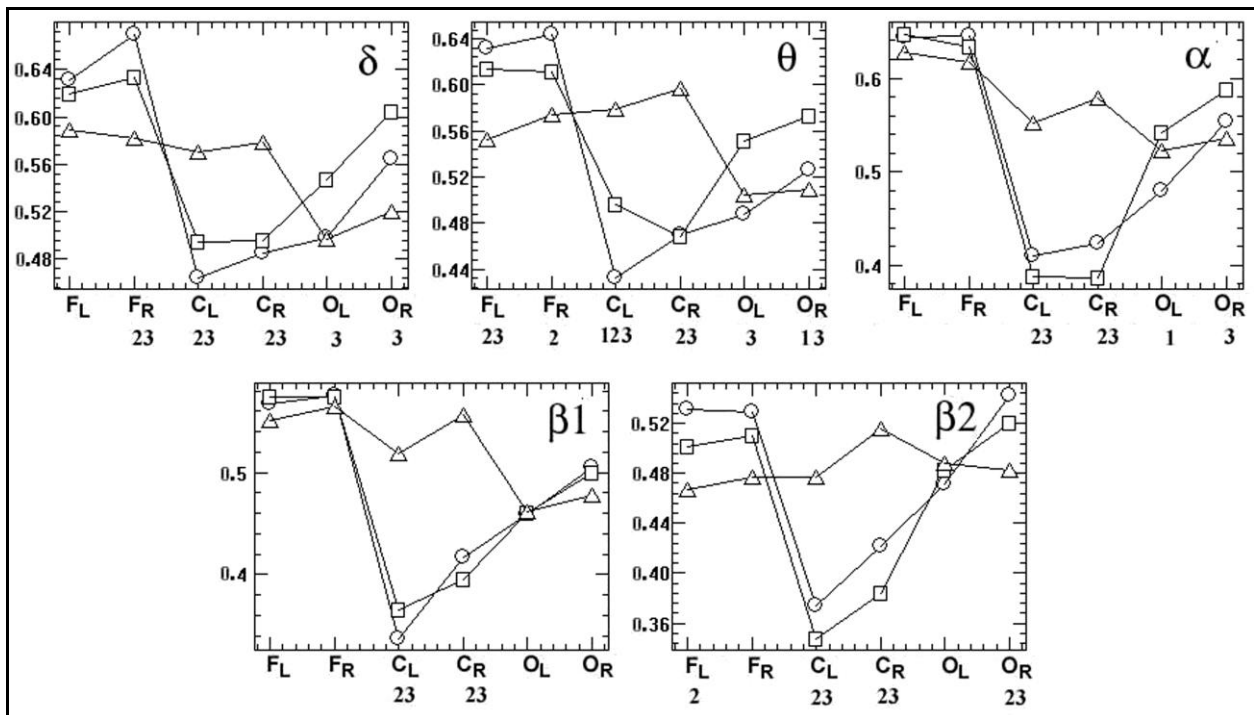 δ
0.64
0.60
0.56
0.52
0.48
FL FR CL CR OL OR
23 23 23 3 3
θ
0.64
0.60
0.56
0.52
0.48
0.44
FL FR CL CR OL OR
23 2 123 23 3 13
α
0.6
0.5
0.4
FL FR CL CR OL OR
23 23 1 3
β1
0.5
0.4
FL FR CL CR OL OR
23 23
β2
0.52
0.48
0.44
0.40
0.36
FL FR CL CR OL OR
2 23 23 23